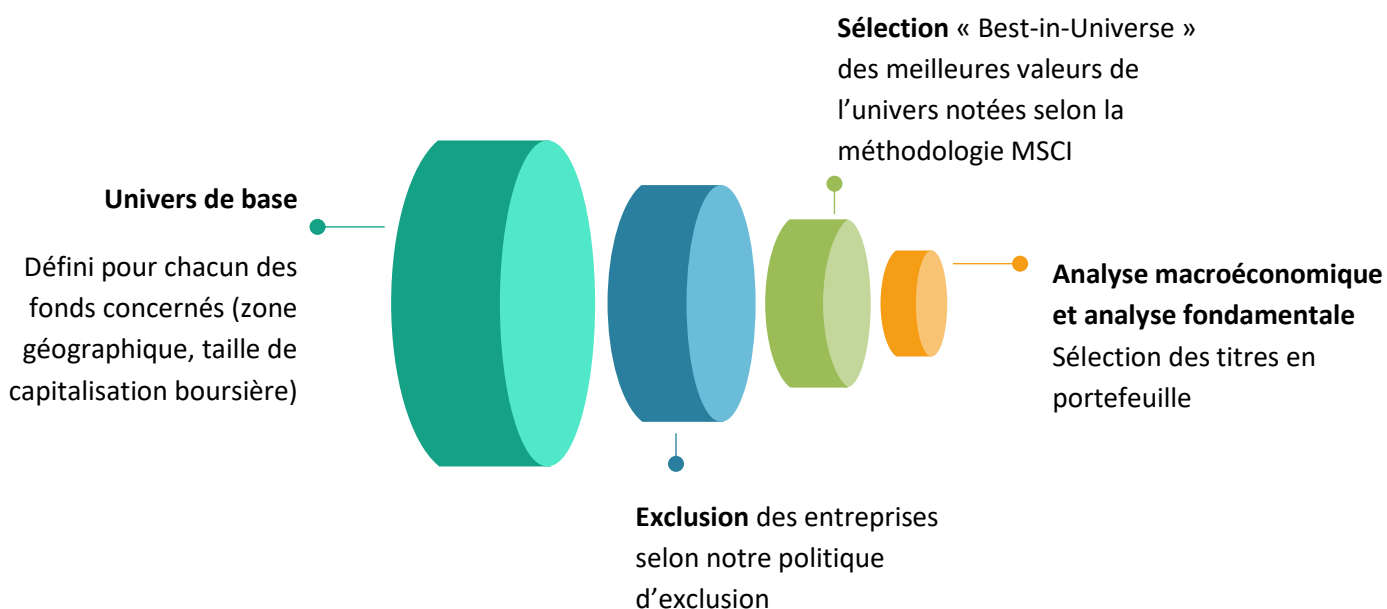 Univers de base
Défini pour chacun des
fonds concernés (zone
géographique, taille de
capitalisation boursière)
Exclusion des entreprises
selon notre politique
d’exclusion
Sélection « Best-in-Universe »
des meilleures valeurs de
l’univers notées selon la
méthodologie MSCI
Analyse macroéconomique
et analyse fondamentale
Sélection des titres en
portefeuille